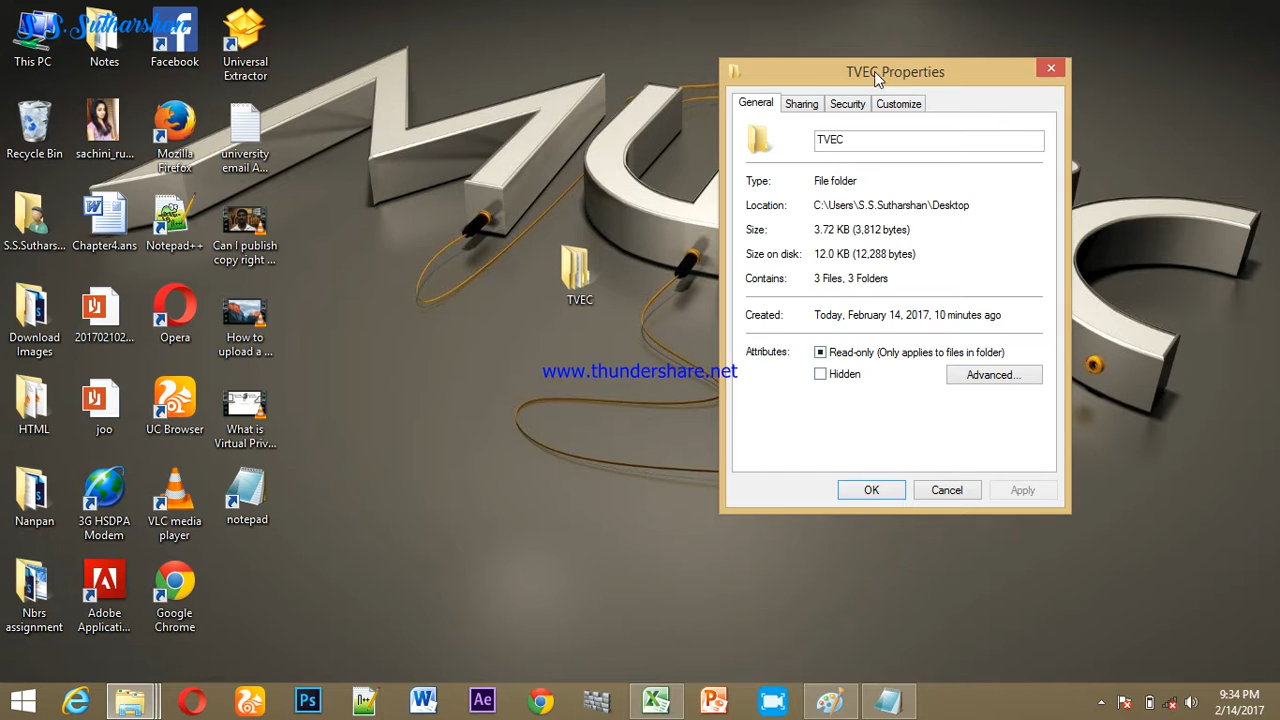 S.S.Sutharshan
This PC
Notes
Facebook
Universal
Extractor
Recycle Bin
sachini_ru...
Mozilla
Firefox
university
email A...
S.S.Suthars...
Chapter4.ans
Notepad++
Can I publish
copy right ...
Download
Images
201702102...
Opera
How to
upload a ...
HTML
joo
UC Browser
What is
Virtual Priv...
Nanpan
3G HSDPA
Modem
VLC media
player
notepad
Nbrs
assignment
Adobe
Applicati...
Google
Chrome
TVEC
www.thundershare.net
TVEC Properties
General Sharing Security Customize
TVEC
Type: File folder
Location: C:\Users\S.S.Sutharshan\Desktop
Size: 3.72 KB (3,812 bytes)
Size on disk: 12.0 KB (12,288 bytes)
Contains: 3 Files, 3 Folders
Created: Today, February 14, 2017, 10 minutes ago
Attributes: Read-only (Only applies to files in folder)
Hidden Advanced...
OK Cancel Apply
9:34 PM
2/14/2017